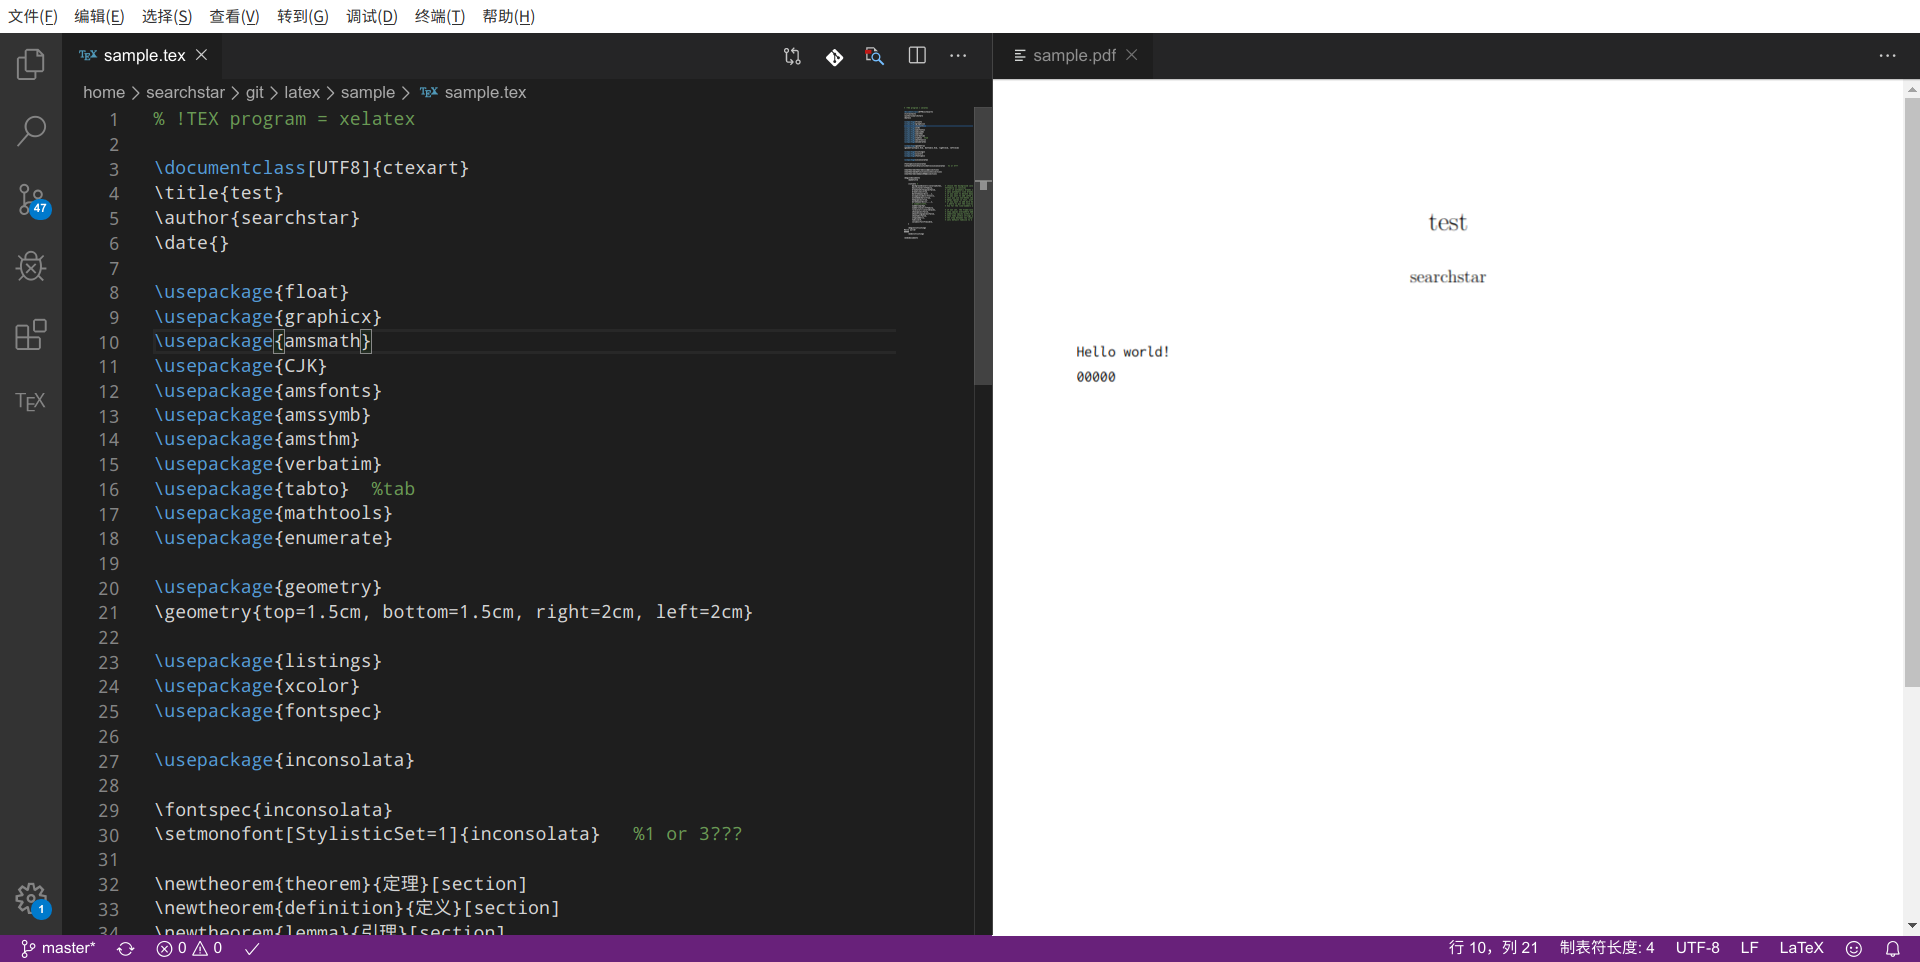 文件(F) 编辑(E) 选择(S) 查看(V) 转到(G) 调试(D) 终端(T) 帮助(H)
TEX sample.tex
sample.pdf
home > searchstar > git > latex > sample > TEX sample.tex
47
TEX
1
1 % !TEX program = xelatex
2
3 \documentclass[UTF8]{ctexart}
4 \title{test}
5 \author{searchstar}
6 \date{}
7
8 \usepackage{float}
9 \usepackage{graphicx}
10 \usepackage{amsmath}
11 \usepackage{CJK}
12 \usepackage{amsfonts}
13 \usepackage{amssymb}
14 \usepackage{amsthm}
15 \usepackage{verbatim}
16 \usepackage{tabto}  %tab
17 \usepackage{mathtools}
18 \usepackage{enumerate}
19
20 \usepackage{geometry}
21 \geometry{top=1.5cm, bottom=1.5cm, right=2cm, left=2cm}
22
23 \usepackage{listings}
24 \usepackage{xcolor}
25 \usepackage{fontspec}
26
27 \usepackage{inconsolata}
28
29 \fontspec{inconsolata}
30 \setmonofont[StylisticSet=1]{inconsolata}   %1 or 3???
31
32 \newtheorem{theorem}{定理}[section]
33 \newtheorem{definition}{定义}[section]
34 \newtheorem{lemma}{引理}[section]
test
searchstar
Hello world!
00000
master* 0 0
行 10，列 21 制表符长度: 4 UTF-8 LF LaTeX